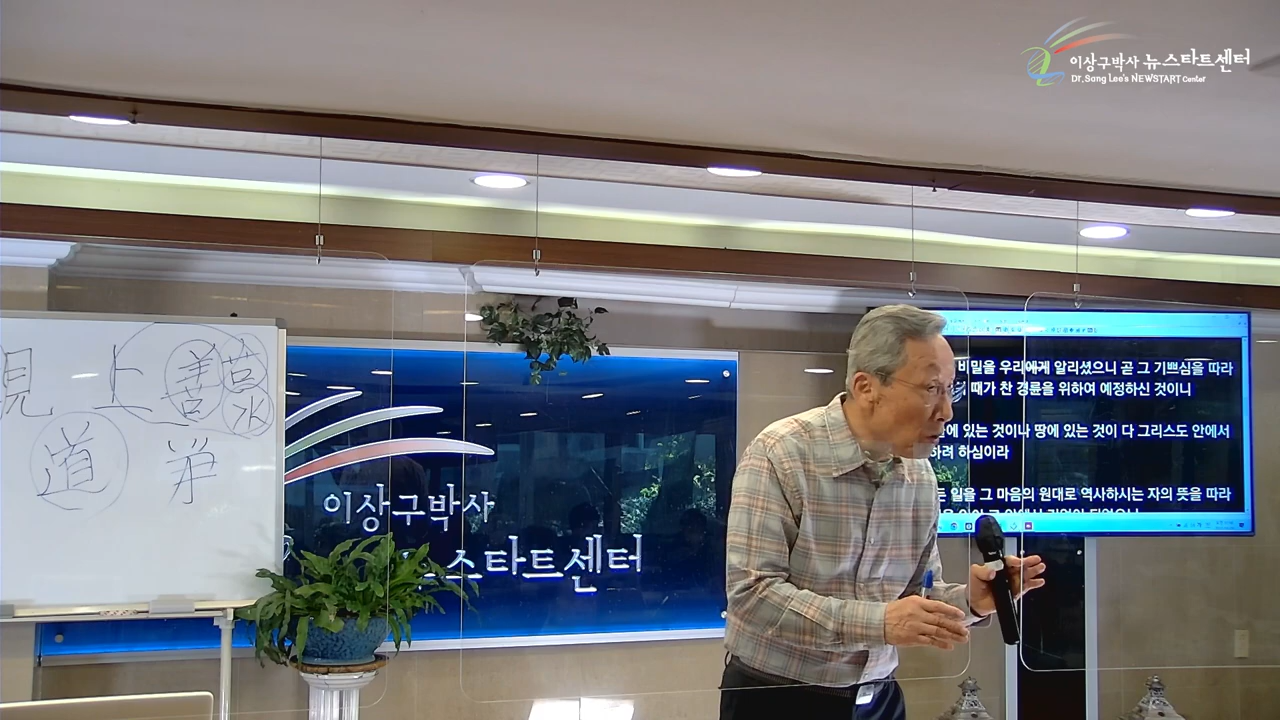 이상구박사 뉴스타트센터
Dr. Sang Lee's NEWSTART Center
現 上 善 若水
道
이상구박사
스타트센터
비밀을 우리에게 알리셨으니 곧 그 기쁘심을 따라
때가 찬 경륜을 위하여 예정하신 것이니
에 있는 것이나 땅에 있는 것이 다 그리스도 안에서
하려 하심이라
는 일을 그 마음의 원대로 역사하시는 자의 뜻을 따라